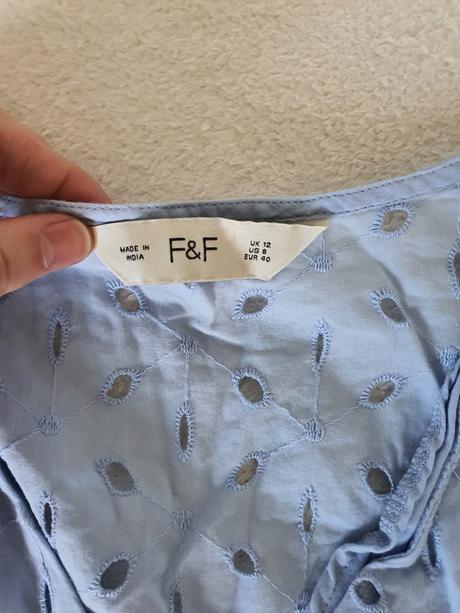 MADE IN
INDIA
F&F
UK 12
US 8
EUR 40